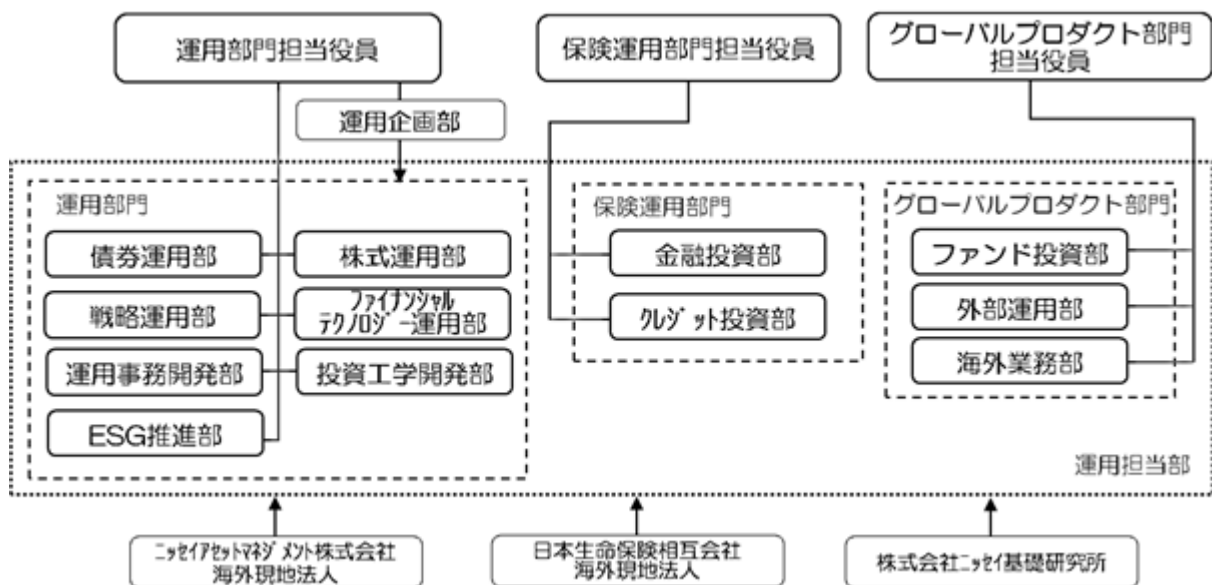 運用部門担当役員
保険運用部門担当役員
グローバルプロダクト部門
担当役員
運用企画部
運用部門
債券運用部
株式運用部
戦略運用部
ファイナンシャル
テクノロジー運用部
運用事務開発部
投資工学開発部
ESG推進部
保険運用部門
金融投資部
クレジット投資部
グローバルプロダクト部門
ファンド投資部
外部運用部
海外業務部
運用担当部
ニッセイアセットマネジメント株式会社
海外現地法人
日本生命保険相互会社
海外現地法人
株式会社ニッセイ基礎研究所